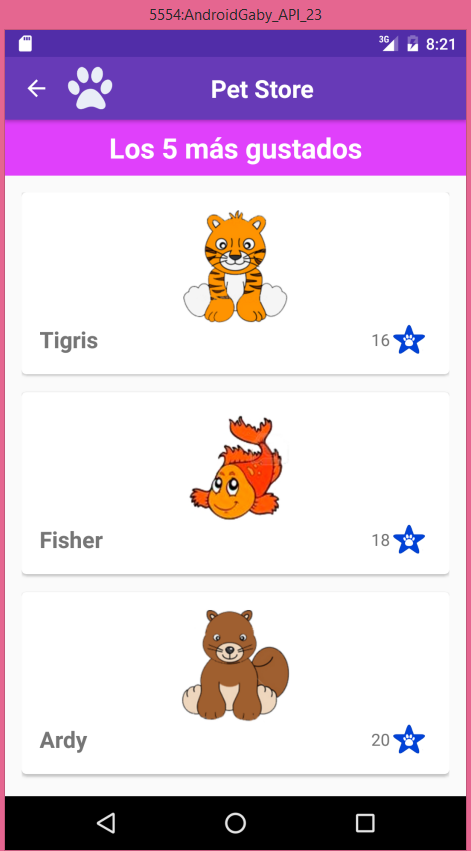 5554:AndroidGaby_API_23
3G 8:21
Pet Store
Los 5 más gustados
Tigris
16
Fisher
18
Ardy
20